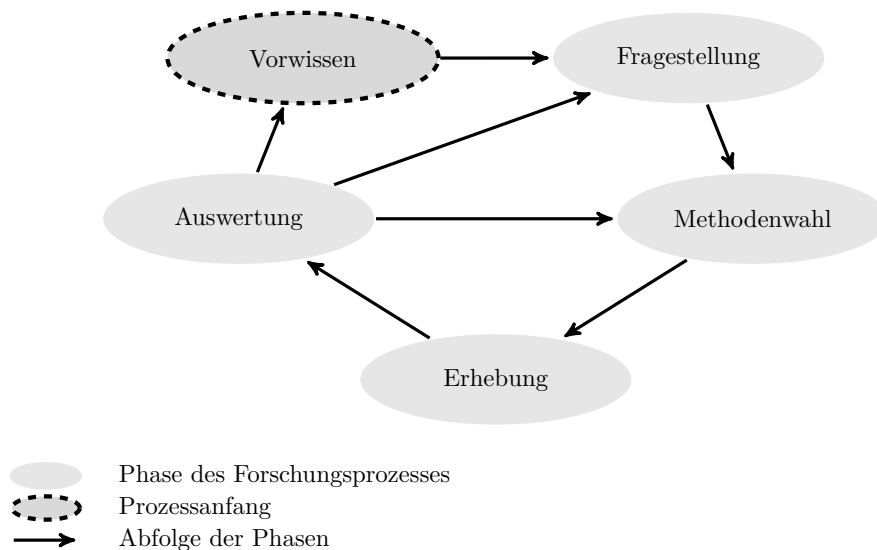 Vorwissen
Fragestellung
Auswertung
Methodenwahl
Erhebung
Phase des Forschungsprozesses
Prozessanfang
Abfolge der Phasen